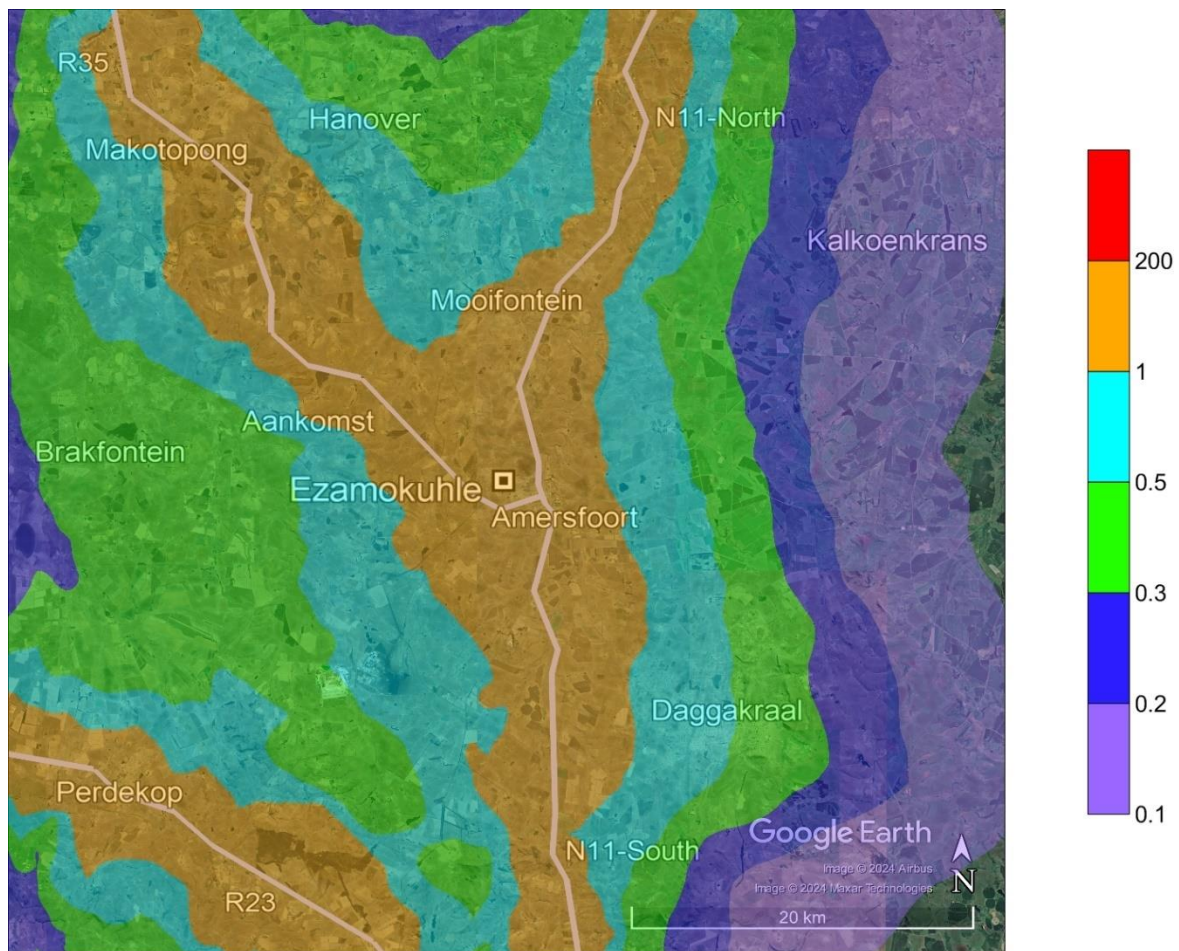 R35
Hanover
N11-North
Makotopong
Kalkoenkrans
200
Mooifontein
1
Aankomst
Brakfontein
0.5
Ezamokuhle
Amersfoort
0.3
0.2
Daggakraal
Perdekop
0.1
Google Earth
N11-South
Image © 2024 Airbus
Image © 2024 Maxar Technologies
N
R23
20 km